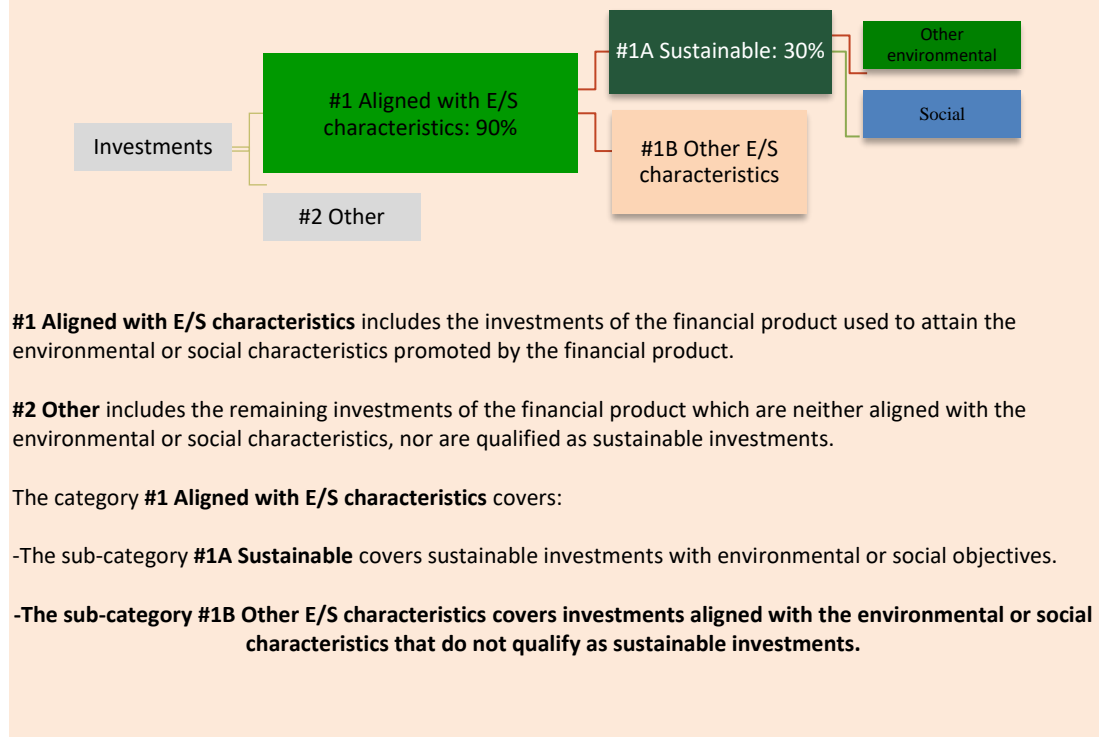 Other
environmental
#1A Sustainable: 30%
#1 Aligned with E/S
characteristics: 90%
Social
Investments
#1B Other E/S
characteristics
#2 Other
#1 Aligned with E/S characteristics includes the investments of the financial product used to attain the
environmental or social characteristics promoted by the financial product.
#2 Other includes the remaining investments of the financial product which are neither aligned with the
environmental or social characteristics, nor are qualified as sustainable investments.
The category #1 Aligned with E/S characteristics covers:
-The sub-category #1A Sustainable covers sustainable investments with environmental or social objectives.
-The sub-category #1B Other E/S characteristics covers investments aligned with the environmental or social
characteristics that do not qualify as sustainable investments.